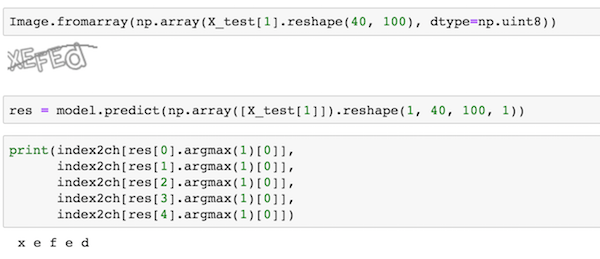 Image.fromarray(np.array(X_test[1].reshape(40, 100), dtype=np.uint8))
XEFEd
res = model.predict(np.array([X_test[1]]).reshape(1, 40, 100, 1))
print(index2ch[res[0].argmax(1)[0]],
index2ch[res[1].argmax(1)[0]],
index2ch[res[2].argmax(1)[0]],
index2ch[res[3].argmax(1)[0]],
index2ch[res[4].argmax(1)[0]])
x e f e d